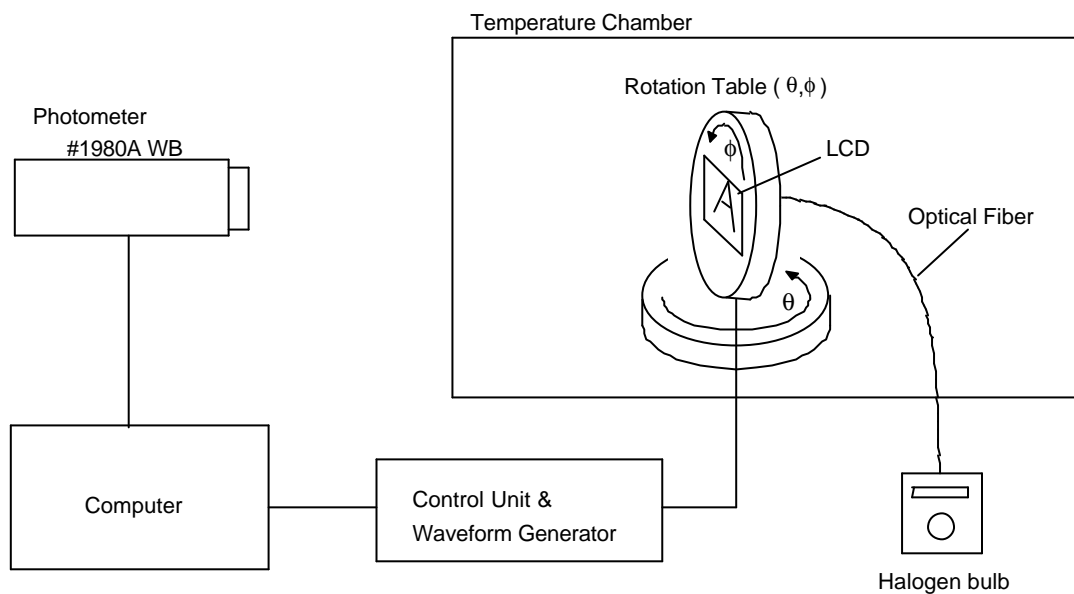 Temperature Chamber
Rotation Table ( θ,φ )
Photometer
#1980A WB
φ
LCD
A
Optical Fiber
θ
Computer
Control Unit &
Waveform Generator
Halogen bulb